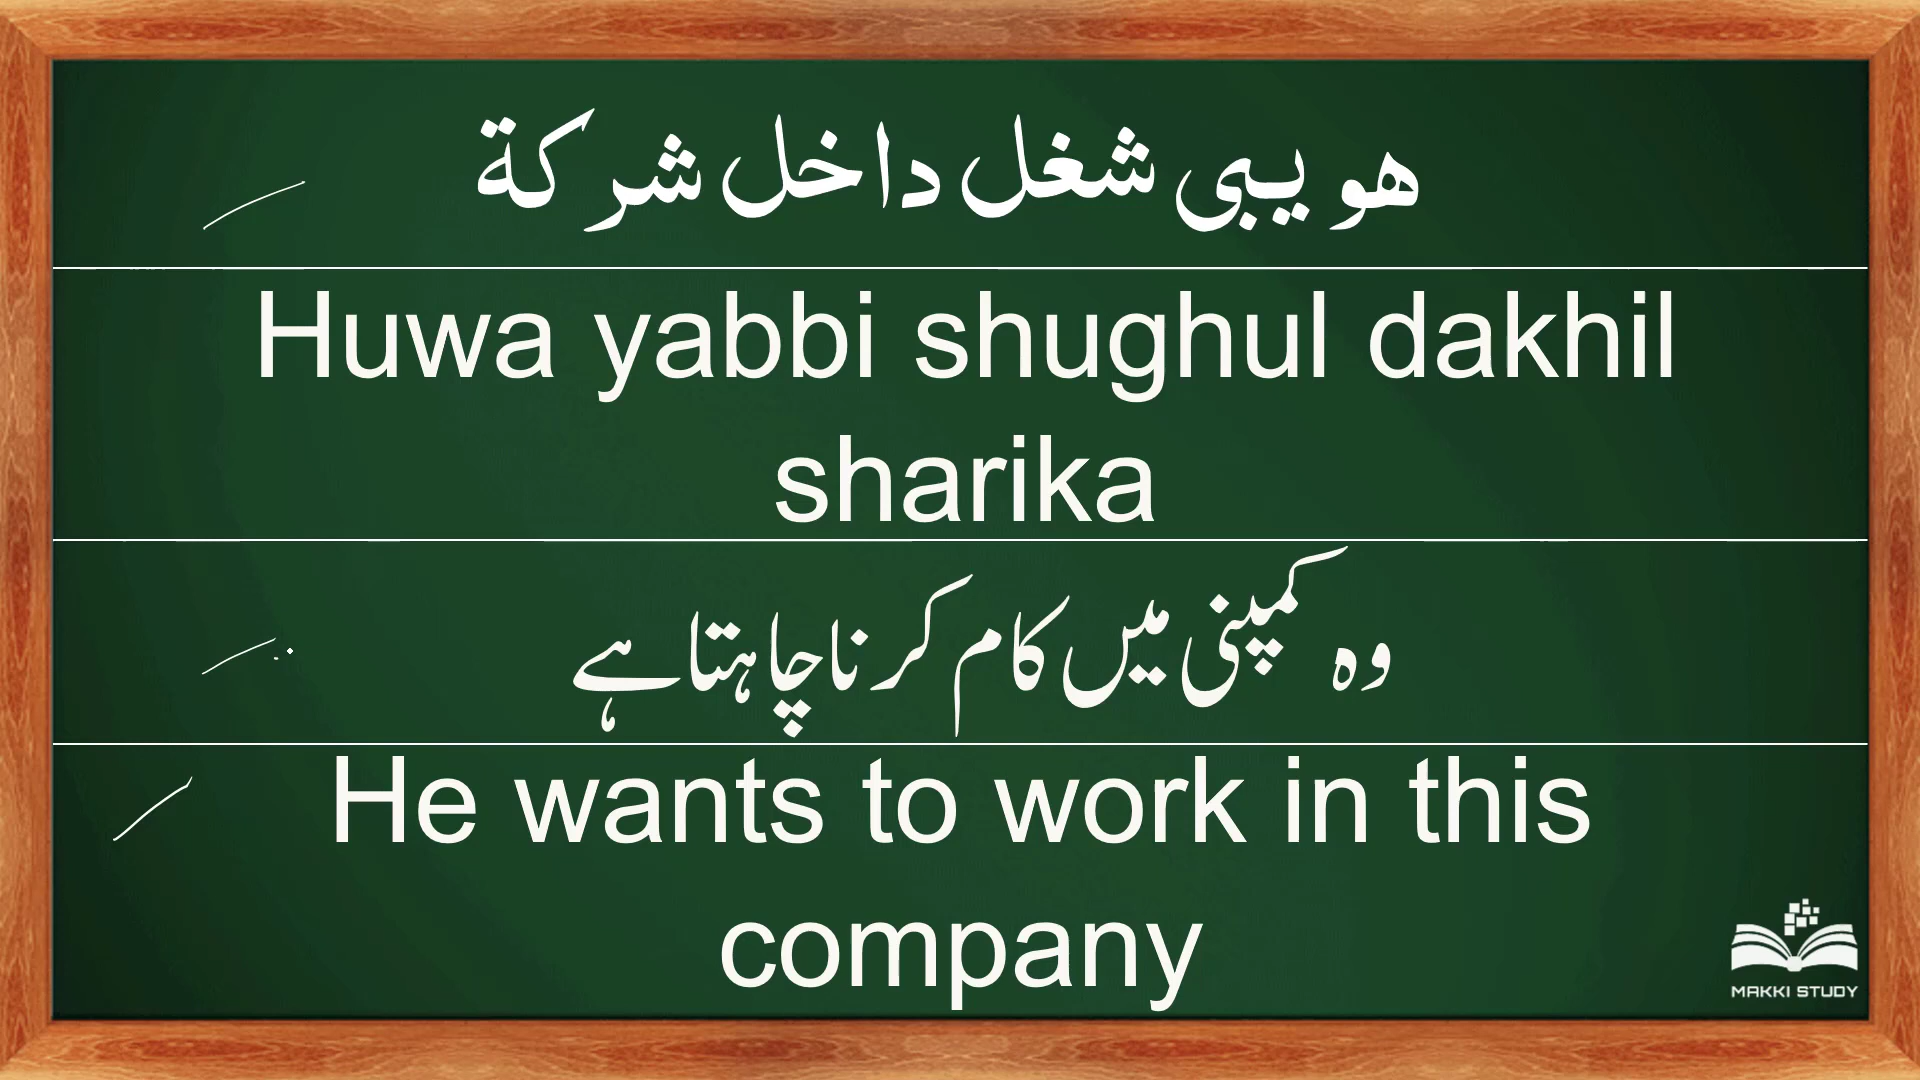 هو يبي شغل داخل شركة
Huwa yabbi shughul dakhil
sharika
وہ کمپنی میں کام کرنا چاہتا ہے
He wants to work in this
company
MAKKI STUDY